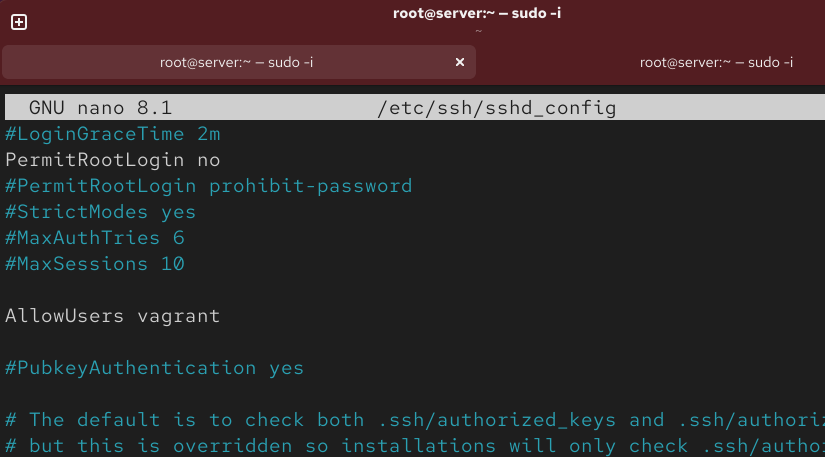 root@server:~ — sudo -i
~
root@server:~ — sudo -i
root@server:~ — sudo -i
GNU nano 8.1 /etc/ssh/sshd_config
#LoginGraceTime 2m
PermitRootLogin no
#PermitRootLogin prohibit-password
#StrictModes yes
#MaxAuthTries 6
#MaxSessions 10
AllowUsers vagrant
#PubkeyAuthentication yes
# The default is to check both .ssh/authorized_keys and .ssh/authoriz
# but this is overridden so installations will only check .ssh/author